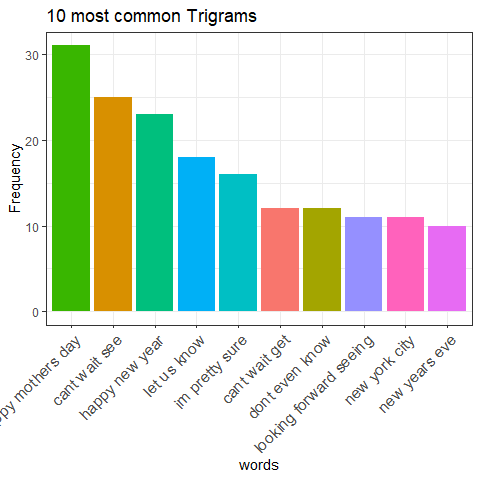 10 most common Trigrams
Frequency
30
20
10
0
ppy mothers day
cant wait see
happy new year
let us know
im pretty sure
cant wait get
dont even know
looking forward seeing
new york city
new years eve
words